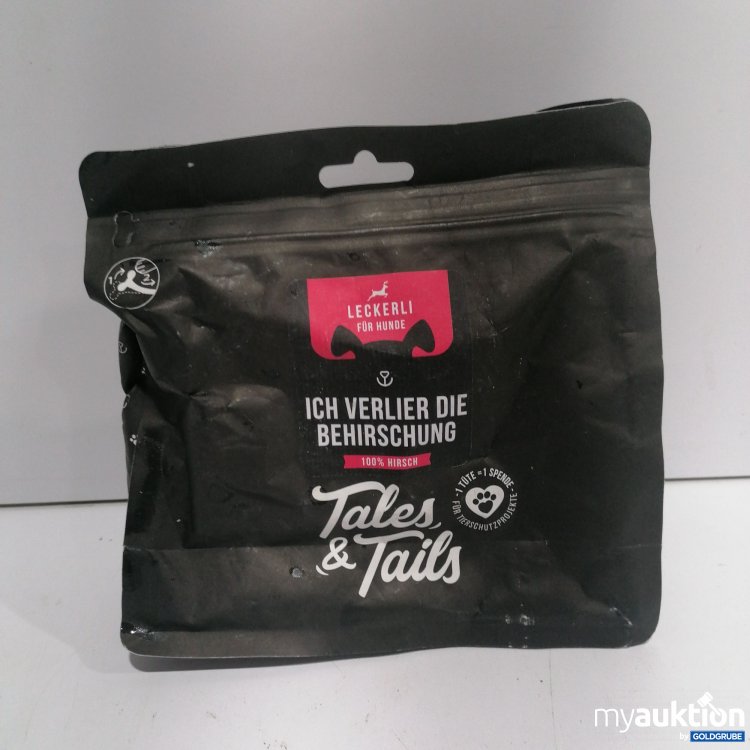 LECKERLI
FÜR HUNDE
ICH VERLIER DIE
BEHIRSCHUNG
100% HIRSCH
- 1 TÜTE = 1 SPENDE -
FÜR TIERSCHUTZPROJEKTE
Tales
& Tails
myauktion
by GOLDGRUBE